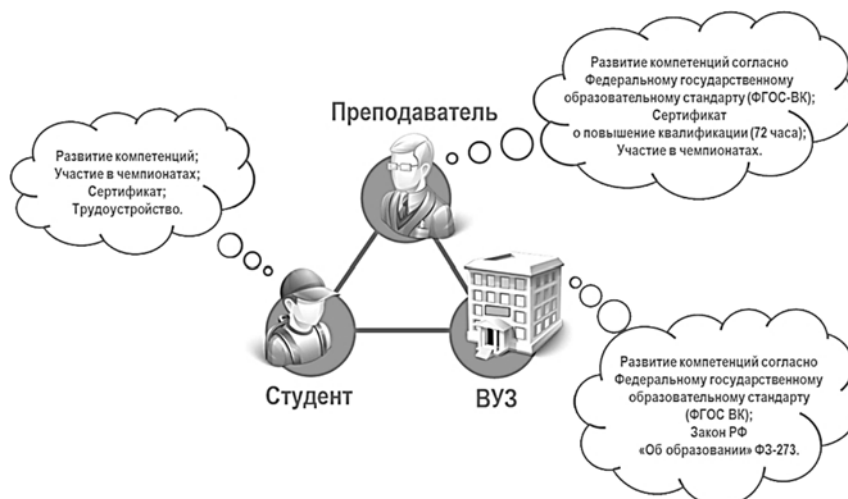 Преподаватель
Развитие компетенций согласно
Федеральному государственному
образовательному стандарту (ФГОС-ВК);
Сертификат
о повышение квалификации (72 часа);
Участие в чемпионатах.
Развитие компетенций;
Участие в чемпионатах;
Сертификат;
Трудоустройство.
Студент
ВУЗ
Развитие компетенций согласно
Федеральному государственному
образовательному стандарту
(ФГОС ВК);
Закон РФ
«Об образовании» ФЗ-273.